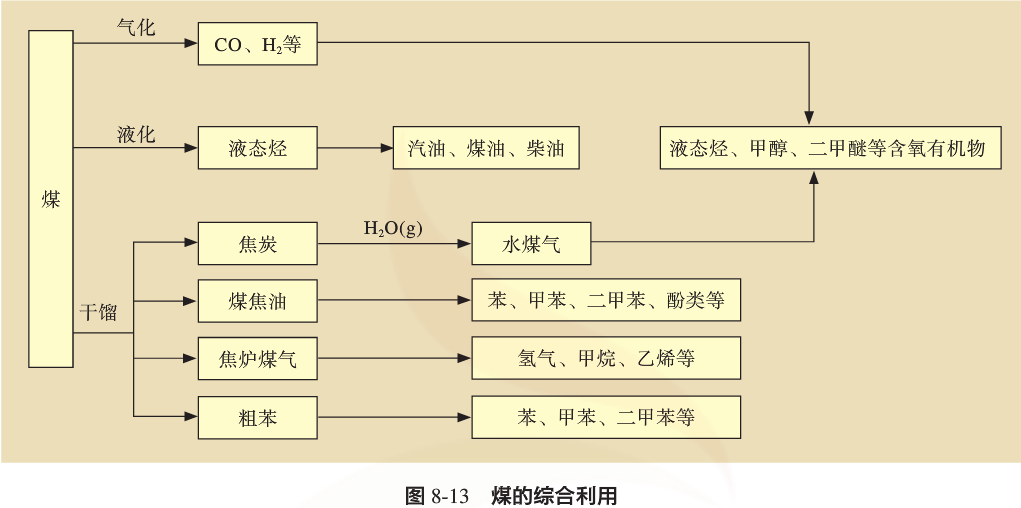 气化
CO、H₂等
液化
液态烃
汽油、煤油、柴油
液态烃、甲醇、二甲醚等含氧有机物
煤
焦炭
H₂O(g)
水煤气
干馏
煤焦油
苯、甲苯、二甲苯、酚类等
焦炉煤气
氢气、甲烷、乙烯等
粗苯
苯、甲苯、二甲苯等
图 8-13 煤的综合利用